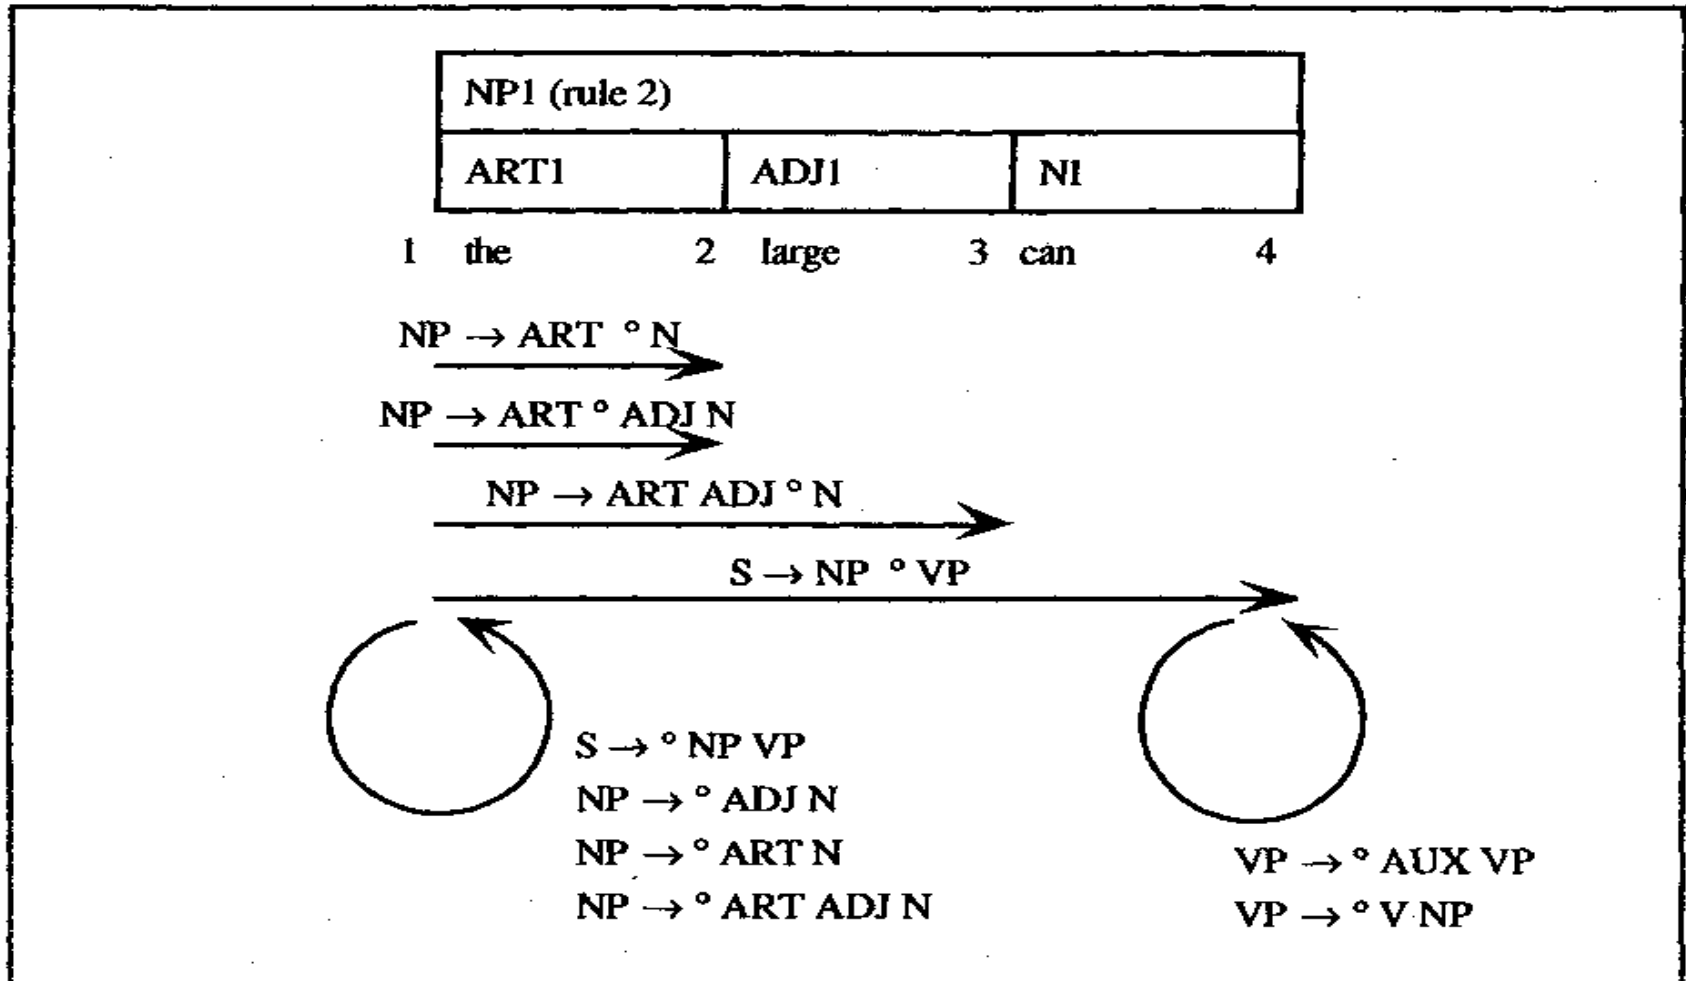 NP1 (rule 2)
ART1 ADJ1 N1
1 the 2 large 3 can 4
NP → ART ° N
NP → ART ° ADJ N
NP → ART ADJ ° N
S → NP ° VP
S → ° NP VP
NP → ° ADJ N
NP → ° ART N
NP → ° ART ADJ N
VP → ° AUX VP
VP → ° V NP